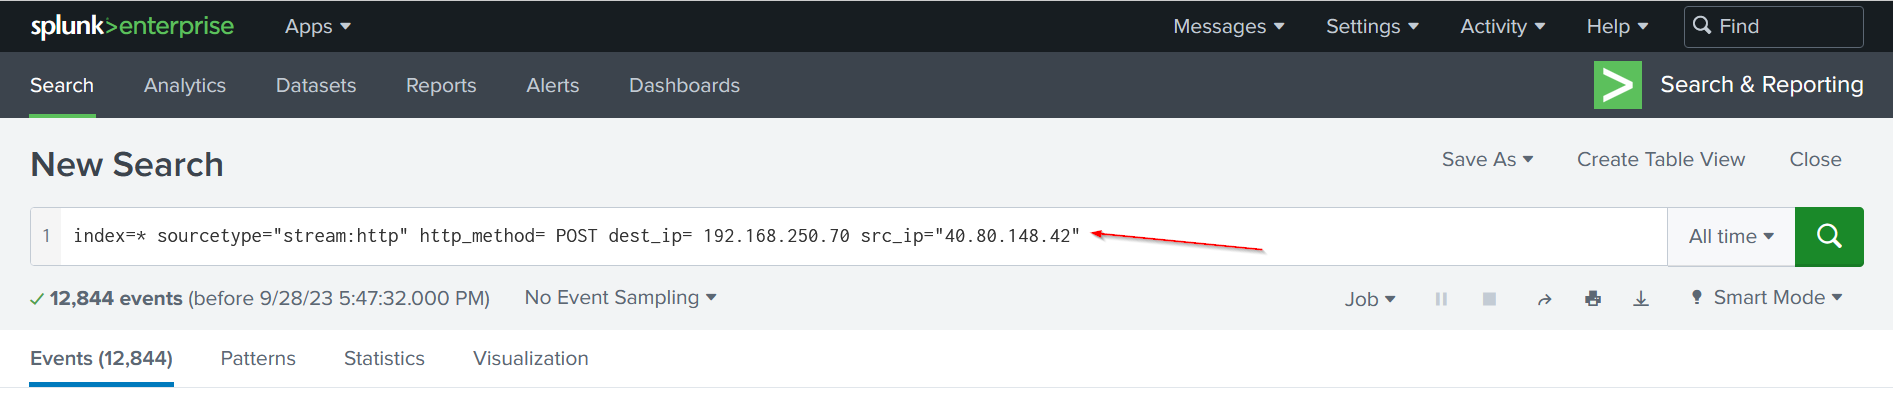 splunk>enterprise Apps Messages Settings Activity Help Find
Search Analytics Datasets Reports Alerts Dashboards Search & Reporting
New Search Save As Create Table View Close
1 index=* sourcetype="stream:http" http_method= POST dest_ip= 192.168.250.70 src_ip="40.80.148.42" All time
12,844 events (before 9/28/23 5:47:32.000 PM) No Event Sampling Job Smart Mode
Events (12,844) Patterns Statistics Visualization